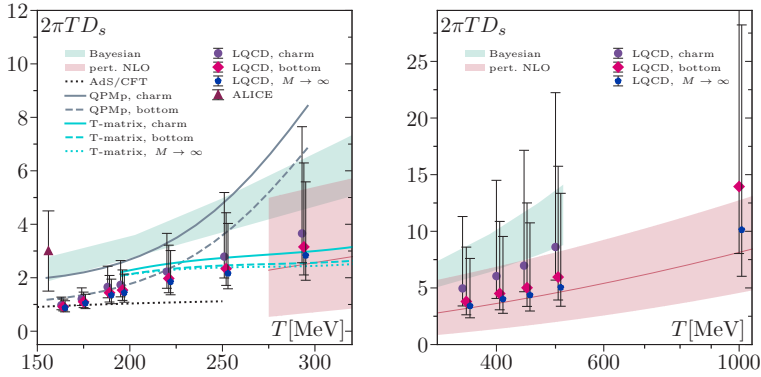 2πTD_s
12
10
8
6
4
2
0
Bayesian
pert. NLO
AdS/CFT
QPMp, charm
QPMp, bottom
T-matrix, charm
T-matrix, bottom
T-matrix, M → ∞
LQCD, charm
LQCD, bottom
LQCD, M → ∞
ALICE
T[MeV]
150 200 250 300
2πTD_s
25
20
15
10
5
0
Bayesian
pert. NLO
LQCD, charm
LQCD, bottom
LQCD, M → ∞
T[MeV]
400 600 1000